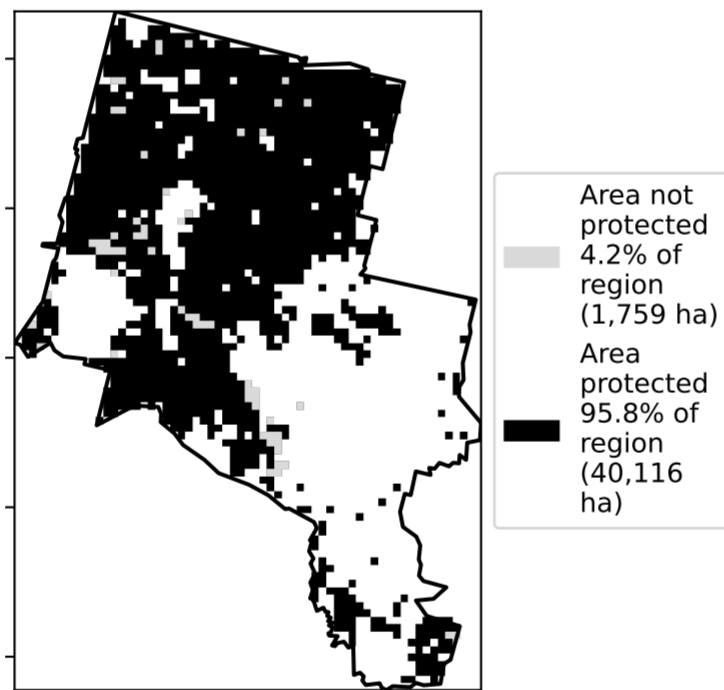 Area not
protected
4.2% of
region
(1,759 ha)
Area
protected
95.8% of
region
(40,116
ha)